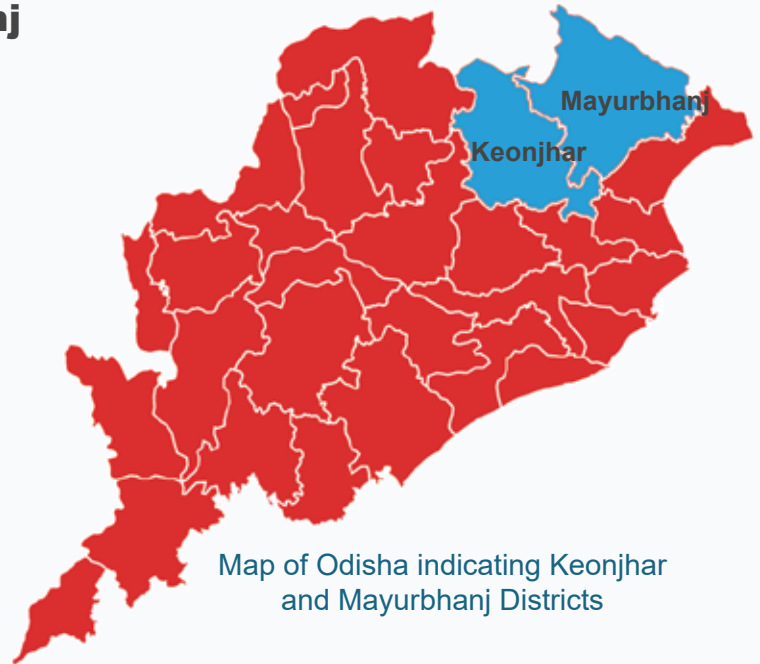 Mayurbhanj
Keonjhar
Map of Odisha indicating Keonjhar
and Mayurbhanj Districts